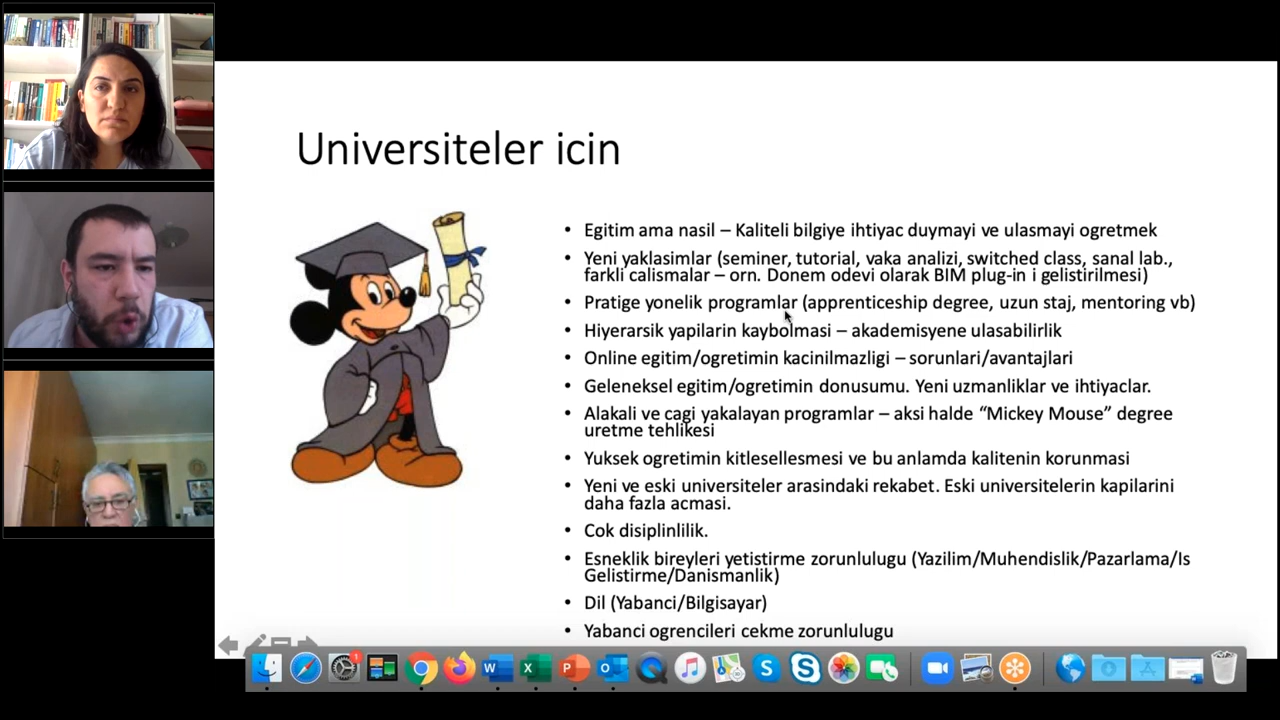 Universiteler icin
• Egitim ama nasil – Kaliteli bilgiye ihtiyac duymayi ve ulasmayi ogretmek
• Yeni yaklasimlar (seminer, tutorial, vaka analizi, switched class, sanal lab.,
farkli calismalar – orn. Donem odevi olarak BIM plug-in i gelistirilmesi)
• Pratige yonelik programlar (apprenticeship degree, uzun staj, mentoring vb)
• Hiyerarsik yapilarin kaybolmasi – akademisyene ulasabilirlik
• Online egitim/ogretimin kacinilmazligi – sorunlari/avantajlari
• Geleneksel egitim/ogretimin donusumu. Yeni uzmanliklar ve ihtiyaclar.
• Alakali ve cagi yakalayan programlar – aksi halde “Mickey Mouse” degree
uretme tehlikesi
• Yuksek ogretimin kitlesellesmesi ve bu anlamda kalitenin korunmasi
• Yeni ve eski universiteler arasindaki rekabet. Eski universitelerin kapilarini
daha fazla acmasi.
• Cok disiplinlilik.
• Esneklik bireyleri yetistirme zorunlulugu (Yazilim/Muhendislik/Pazarlama/Is
Gelistirme/Danismanlik)
• Dil (Yabanci/Bilgisayar)
• Yabanci ogrencileri cekme zorunlulugu
1
W
X
P
O
S
S
A